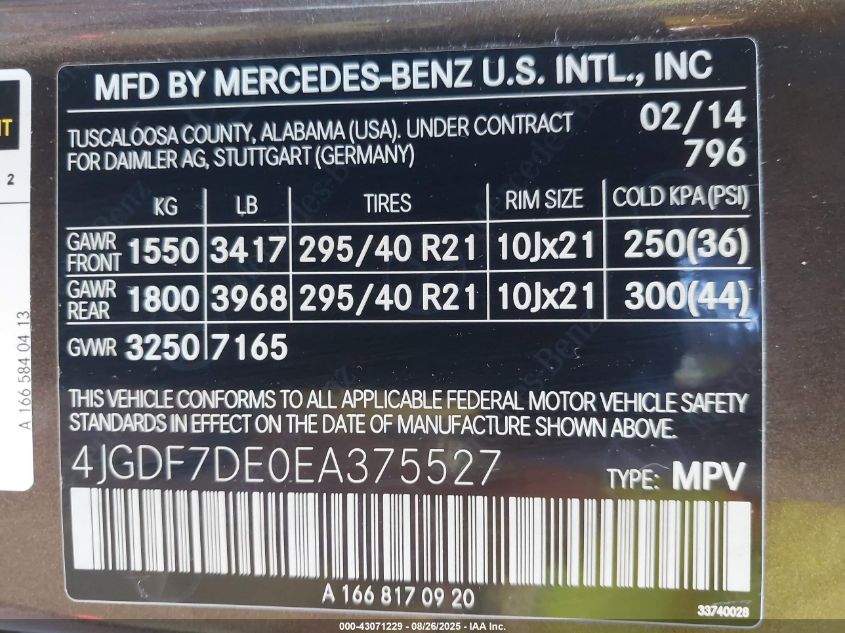 MFD BY MERCEDES-BENZ U.S. INTL., INC
TUSCALOOSA COUNTY, ALABAMA (USA). UNDER CONTRACT
FOR DAIMLER AG, STUTTGART (GERMANY)
02/14
796
KG LB TIRES RIM SIZE COLD KPA(PSI)
GAWR FRONT 1550 3417 295/40 R21 10Jx21 250(36)
GAWR REAR 1800 3968 295/40 R21 10Jx21 300(44)
GVWR 3250 7165
THIS VEHICLE CONFORMS TO ALL APPLICABLE FEDERAL MOTOR VEHICLE SAFETY
STANDARDS IN EFFECT ON THE DATE OF MANUFACTURE SHOWN ABOVE.
4JGDF7DE0EA375527 TYPE: MPV
A 166 817 09 20
33740028
2
A 166 584 04 13
000-43071229 - 08/26/2025 - IAA Inc.